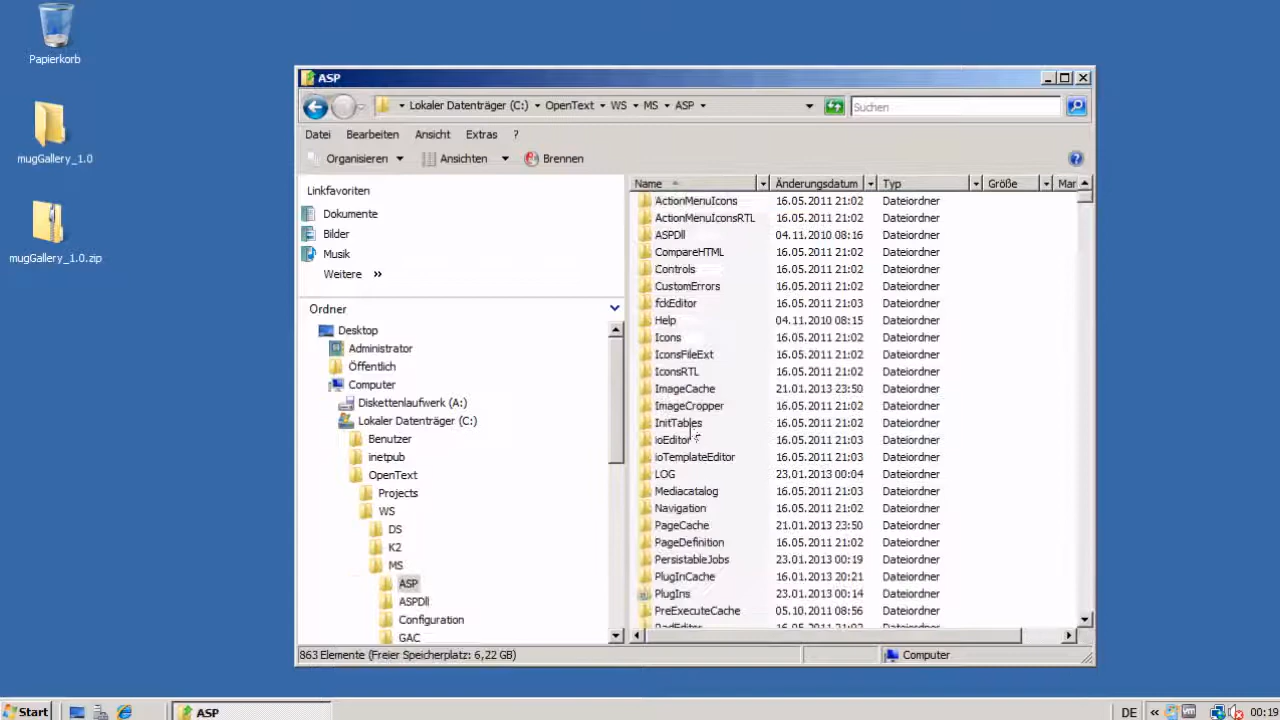 Papierkorb
mugGallery_1.0
mugGallery_1.0.zip
ASP
Lokaler Datenträger (C:) OpenText WS MS ASP
Suchen
Datei Bearbeiten Ansicht Extras ?
Organisieren Ansichten Brennen
Linkfavoriten
Dokumente
Bilder
Musik
Weitere »
Ordner
Desktop
Administrator
Öffentlich
Computer
Diskettenlaufwerk (A:)
Lokaler Datenträger (C:)
Benutzer
inetpub
OpenText
Projects
WS
DS
K2
MS
ASP
ASPDll
Configuration
GAC
Name Änderungsdatum Typ Größe Mar
ActionMenuIcons 16.05.2011 21:02 Dateiordner
ActionMenuIconsRTL 16.05.2011 21:02 Dateiordner
ASPDll 04.11.2010 08:16 Dateiordner
CompareHTML 16.05.2011 21:02 Dateiordner
Controls 16.05.2011 21:02 Dateiordner
CustomErrors 16.05.2011 21:02 Dateiordner
fckEditor 16.05.2011 21:03 Dateiordner
Help 04.11.2010 08:15 Dateiordner
Icons 16.05.2011 21:02 Dateiordner
IconsFileExt 16.05.2011 21:02 Dateiordner
IconsRTL 16.05.2011 21:02 Dateiordner
ImageCache 21.01.2013 23:50 Dateiordner
ImageCropper 16.05.2011 21:02 Dateiordner
InitTables 16.05.2011 21:02 Dateiordner
ioEditor 16.05.2011 21:03 Dateiordner
ioTemplateEditor 16.05.2011 21:03 Dateiordner
LOG 23.01.2013 00:04 Dateiordner
Mediacatalog 16.05.2011 21:03 Dateiordner
Navigation 16.05.2011 21:02 Dateiordner
PageCache 21.01.2013 23:50 Dateiordner
PageDefinition 16.05.2011 21:02 Dateiordner
PersistableJobs 23.01.2013 00:19 Dateiordner
PlugInCache 16.01.2013 20:21 Dateiordner
PlugIns 23.01.2013 00:14 Dateiordner
PreExecuteCache 05.10.2011 08:56 Dateiordner
RadEditor 16.05.2011 21:02 Dateiordner
863 Elemente (Freier Speicherplatz: 6,22 GB)
Computer
Start ASP DE « 00:19